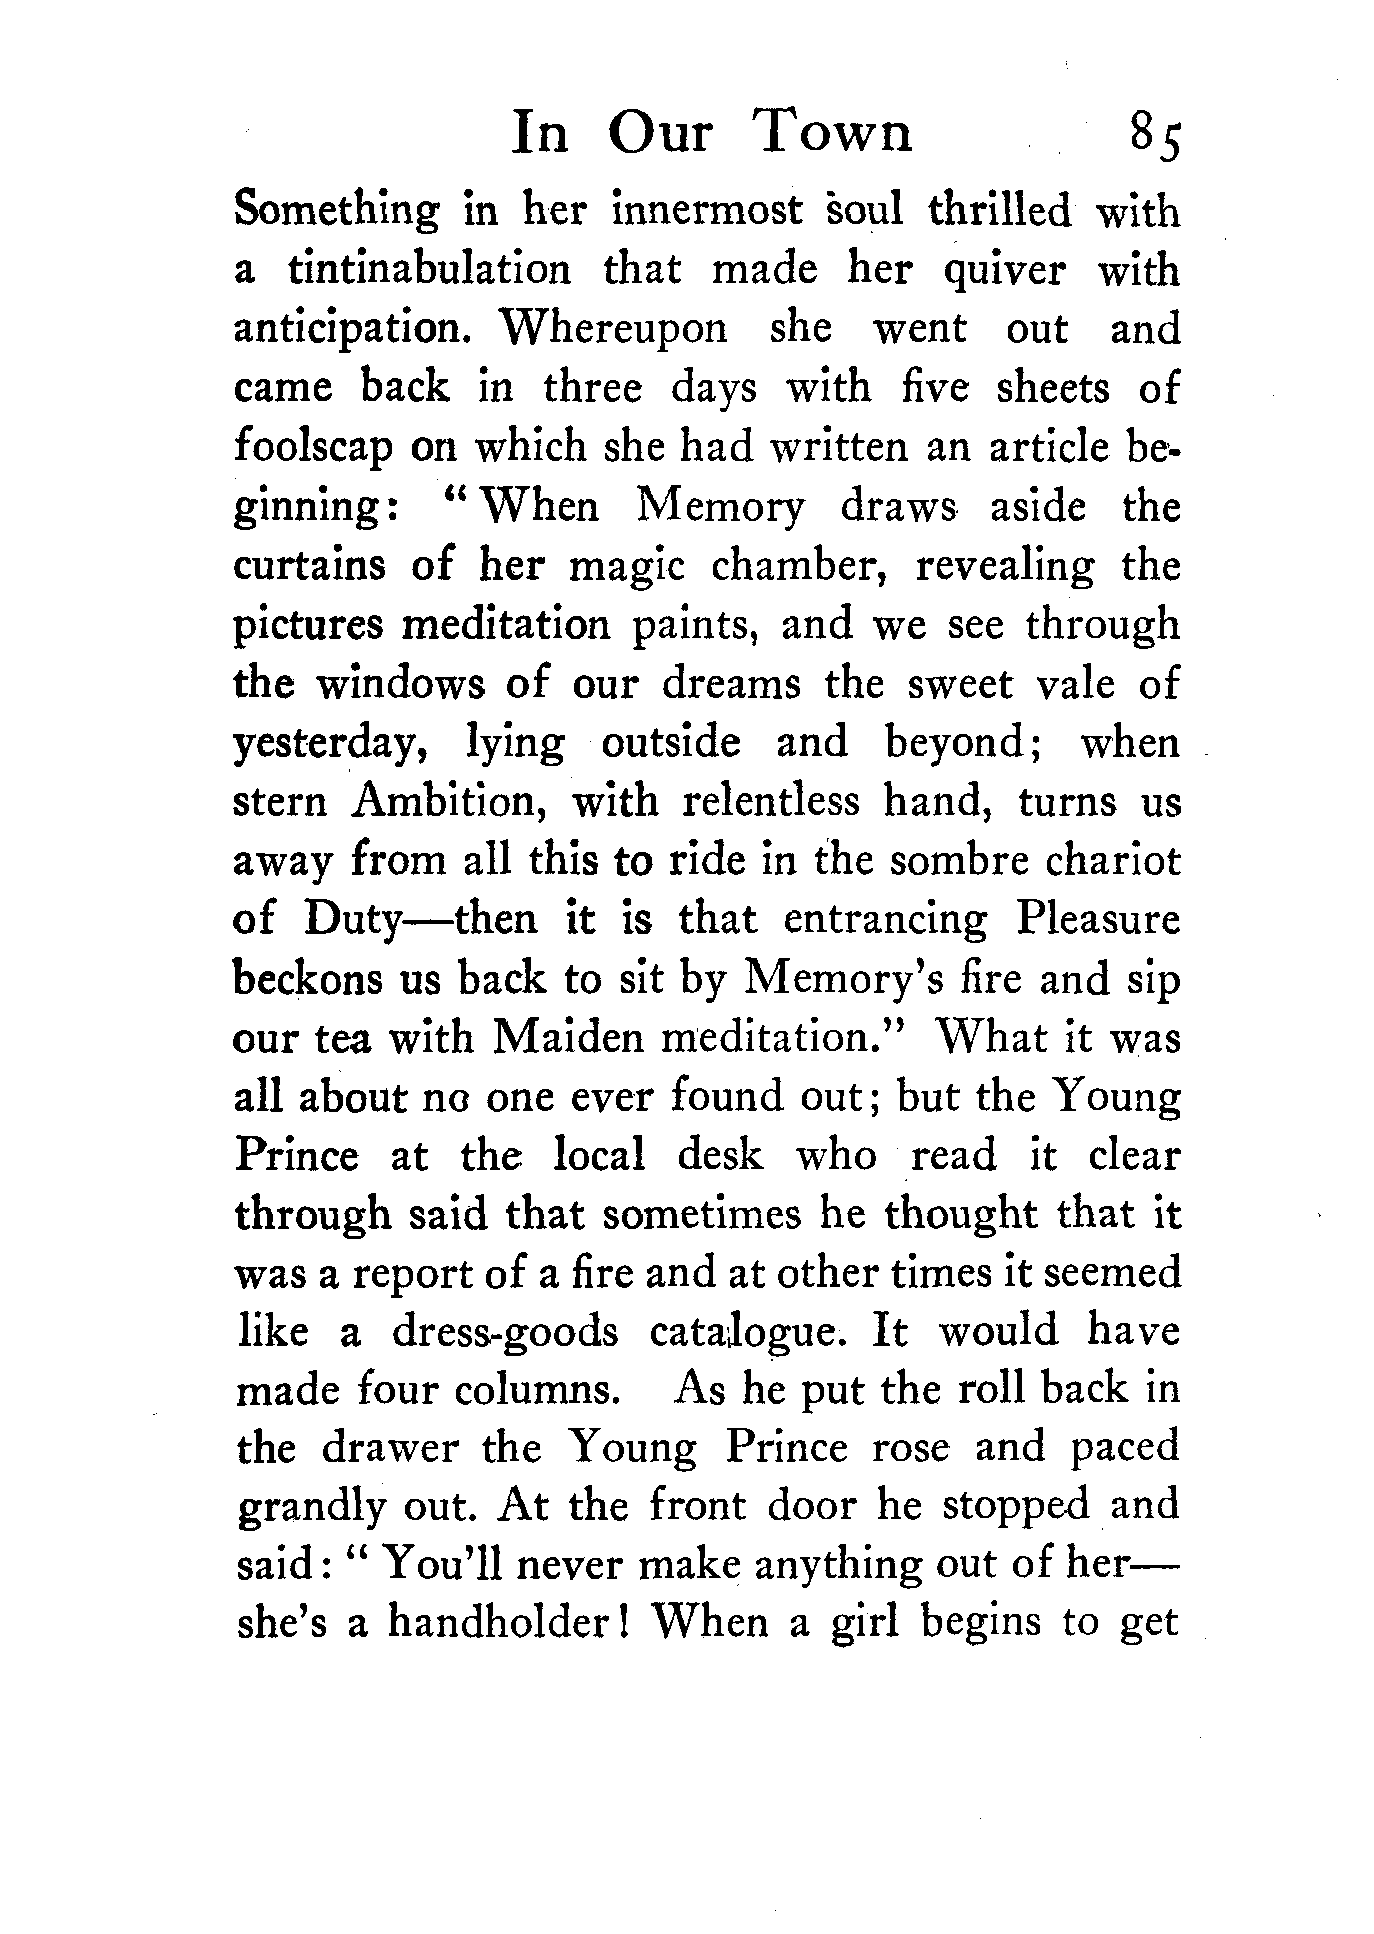 In Our Town 85
Something in her innermost soul thrilled with
a tintinabulation that made her quiver with
anticipation. Whereupon she went out and
came back in three days with five sheets of
foolscap on which she had written an article be-
ginning: “ When Memory draws aside the
curtains of her magic chamber, revealing the
pictures meditation paints, and we see through
the windows of our dreams the sweet vale of
yesterday, lying outside and beyond; when
stern Ambition, with relentless hand, turns us
away from all this to ride in the sombre chariot
of Duty—then it is that entrancing Pleasure
beckons us back to sit by Memory’s fire and sip
our tea with Maiden meditation.” What it was
all about no one ever found out; but the Young
Prince at the local desk who read it clear
through said that sometimes he thought that it
was a report of a fire and at other times it seemed
like a dress-goods catalogue. It would have
made four columns. As he put the roll back in
the drawer the Young Prince rose and paced
grandly out. At the front door he stopped and
said: “ You’ll never make anything out of her—
she’s a handholder! When a girl begins to get